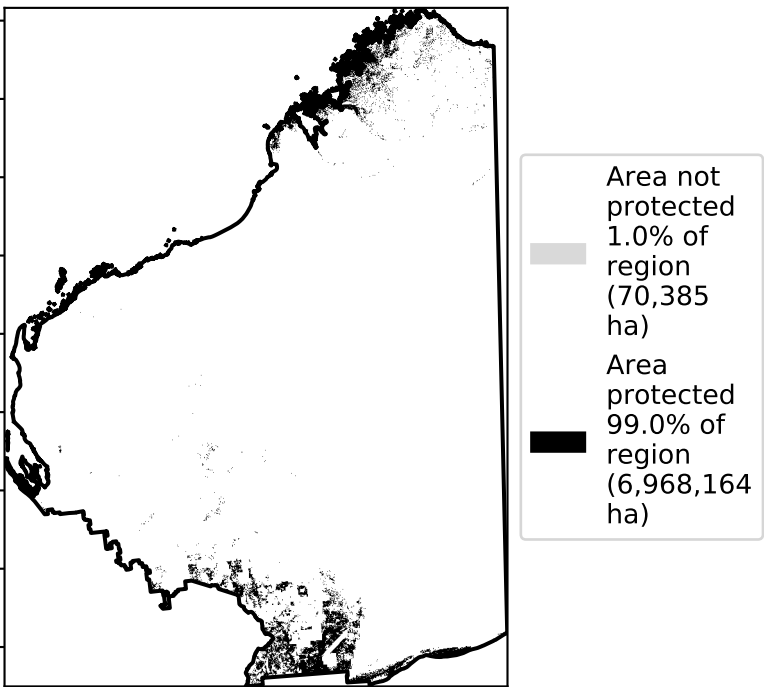 Area not
protected
1.0% of
region
(70,385
ha)
Area
protected
99.0% of
region
(6,968,164
ha)